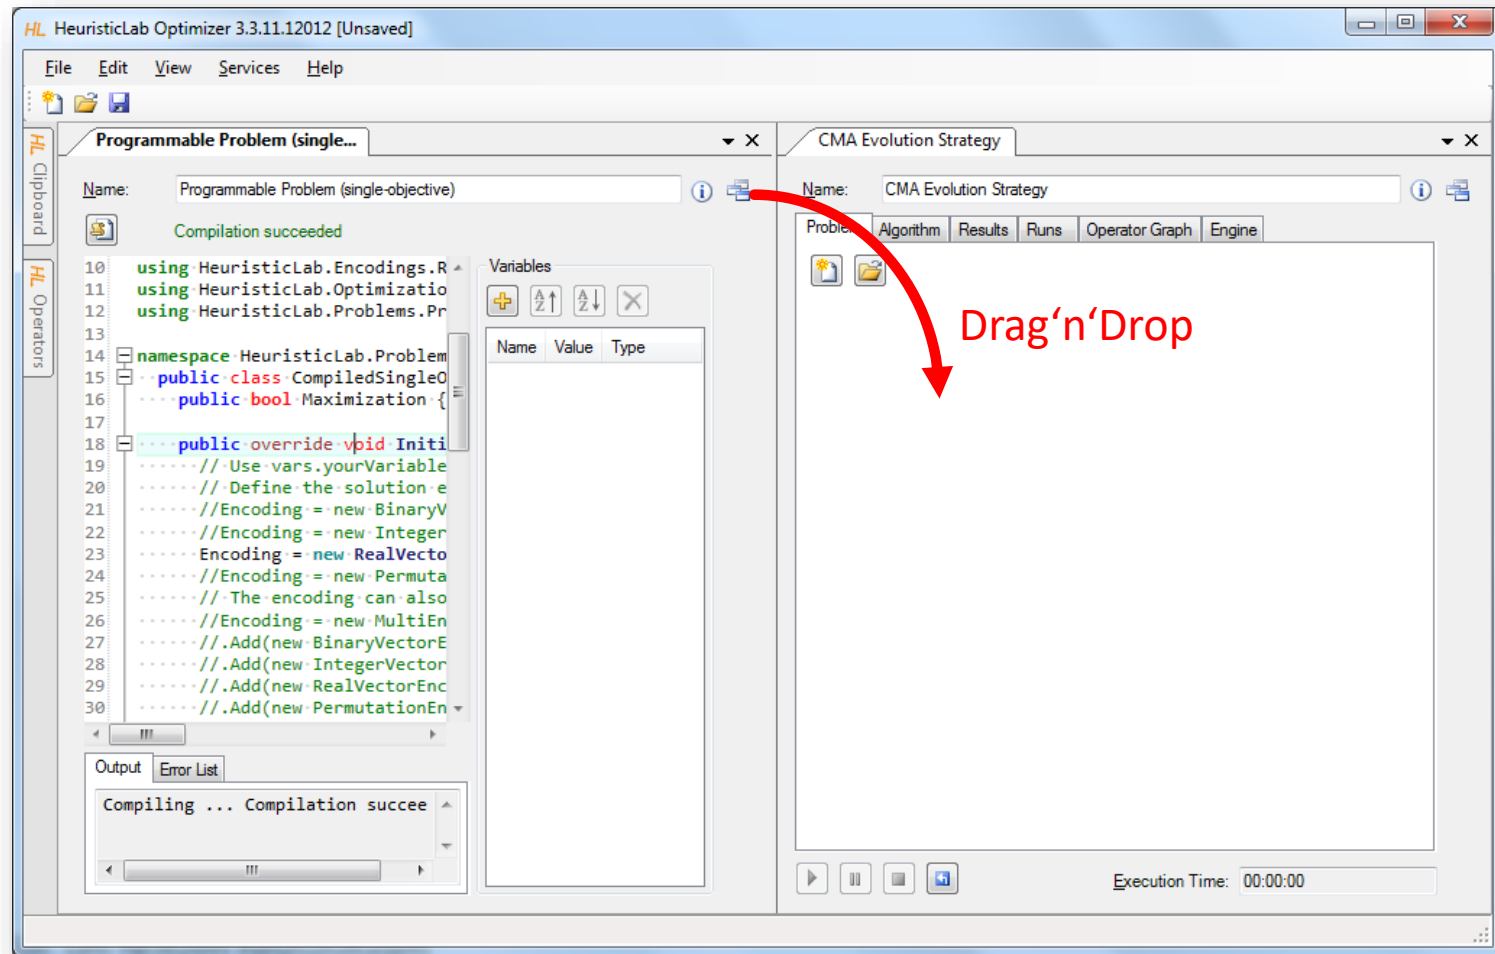 HL HeuristicLab Optimizer 3.3.11.12012 [Unsaved]
File Edit View Services Help
HL Clipboard
HL Operators
Programmable Problem (single...
Name: Programmable Problem (single-objective)
Compilation succeeded
10 using HeuristicLab.Encodings.R
11 using HeuristicLab.Optimizatio
12 using HeuristicLab.Problems.Pr
13
14 namespace HeuristicLab.Problem
15 public class CompiledSingleO
16 public bool Maximization {
17
18 public override void Initi
19 // Use vars.yourVariable
20 // Define the solution e
21 //Encoding = new BinaryV
22 //Encoding = new Integer
23 Encoding = new RealVecto
24 //Encoding = new Permuta
25 // The encoding can also
26 //Encoding = new MultiEn
27 //.Add(new BinaryVectorE
28 //.Add(new IntegerVector
29 //.Add(new RealVectorEnc
30 //.Add(new PermutationEn
Variables
Name Value Type
Output Error List
Compiling ... Compilation succee
CMA Evolution Strategy
Name: CMA Evolution Strategy
Problem Algorithm Results Runs Operator Graph Engine
Drag‘n‘Drop
Execution Time: 00:00:00